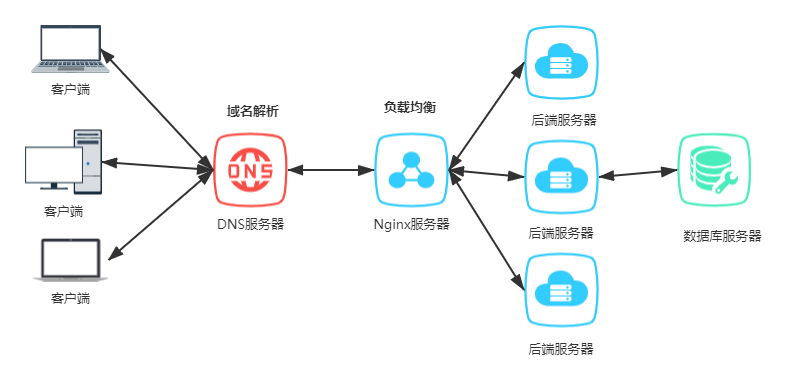 客户端
客户端
客户端
域名解析
DNS
DNS服务器
负载均衡
Nginx服务器
后端服务器
后端服务器
后端服务器
数据库服务器